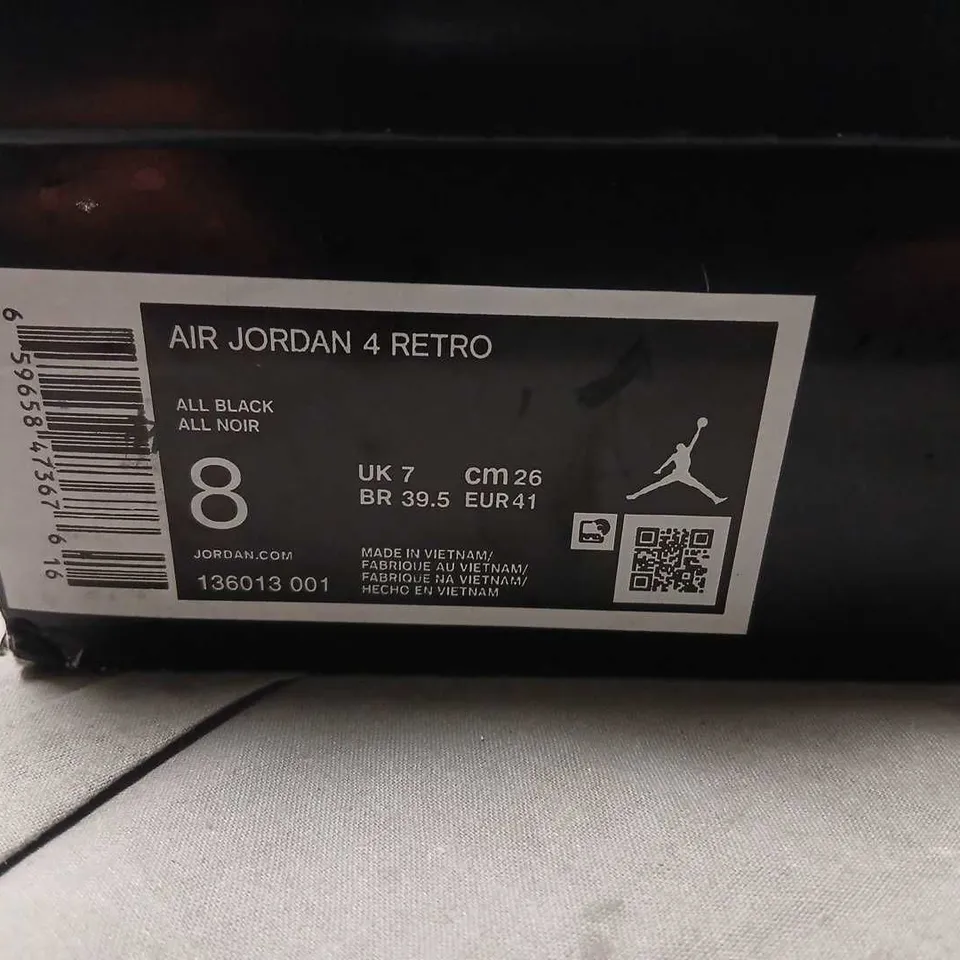 AIR JORDAN 4 RETRO
ALL BLACK
ALL NOIR
8
UK 7 cm 26
BR 39.5 EUR 41
JORDAN.COM
136013 001
MADE IN VIETNAM/
FABRIQUE AU VIETNAM/
FABRIQUE NA VIETNAM/
HECHO EN VIETNAM
6 59658 47367 6 16